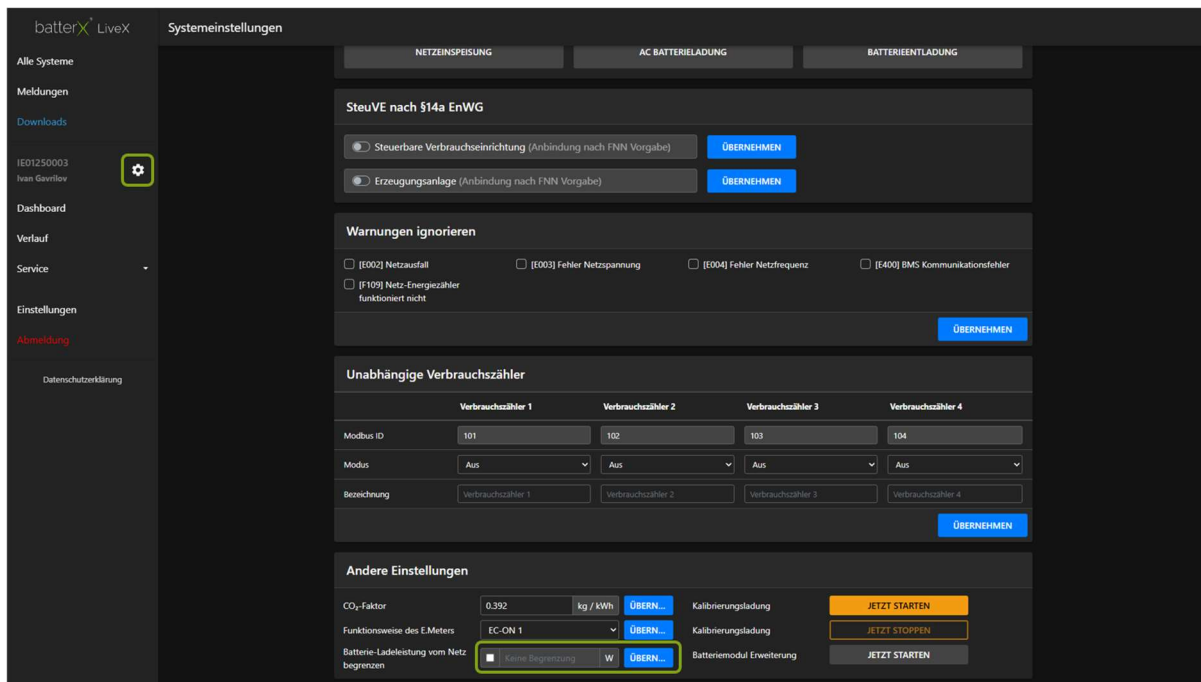 batterX LiveX
Systemeinstellungen
Alle Systeme
Meldungen
Downloads
IE01250003
Ivan Gavrilov
Dashboard
Verlauf
Service
Einstellungen
Abmeldung
Datenschutzerklärung
NETZEINSPEISUNG AC BATTERIELADUNG BATTERIEENTLADUNG
SteuVE nach §14a EnWG
Steuerbare Verbrauchseinrichtung (Anbindung nach FNN Vorgabe) ÜBERNEHMEN
Erzeugungsanlage (Anbindung nach FNN Vorgabe) ÜBERNEHMEN
Warnungen ignorieren
[E002] Netzausfall [E003] Fehler Netzspannung [E004] Fehler Netzfrequenz [E400] BMS Kommunikationsfehler
[F109] Netz-Energiezähler
funktioniert nicht
ÜBERNEHMEN
Unabhängige Verbrauchszähler
Verbrauchszähler 1 Verbrauchszähler 2 Verbrauchszähler 3 Verbrauchszähler 4
Modbus ID 101 102 103 104
Modus Aus Aus Aus Aus
Bezeichnung Verbrauchszähler 1 Verbrauchszähler 2 Verbrauchszähler 3 Verbrauchszähler 4
ÜBERNEHMEN
Andere Einstellungen
CO₂-Faktor 0.392 kg / kWh ÜBERN... Kalibrierungsladung JETZT STARTEN
Funktionsweise des E.Meters EC-ON 1 ÜBERN... Kalibrierungsladung JETZT STOPPEN
Batterie-Ladeleistung vom Netz
begrenzen Keine Begrenzung W ÜBERN... Batteriemodul Erweiterung JETZT STARTEN